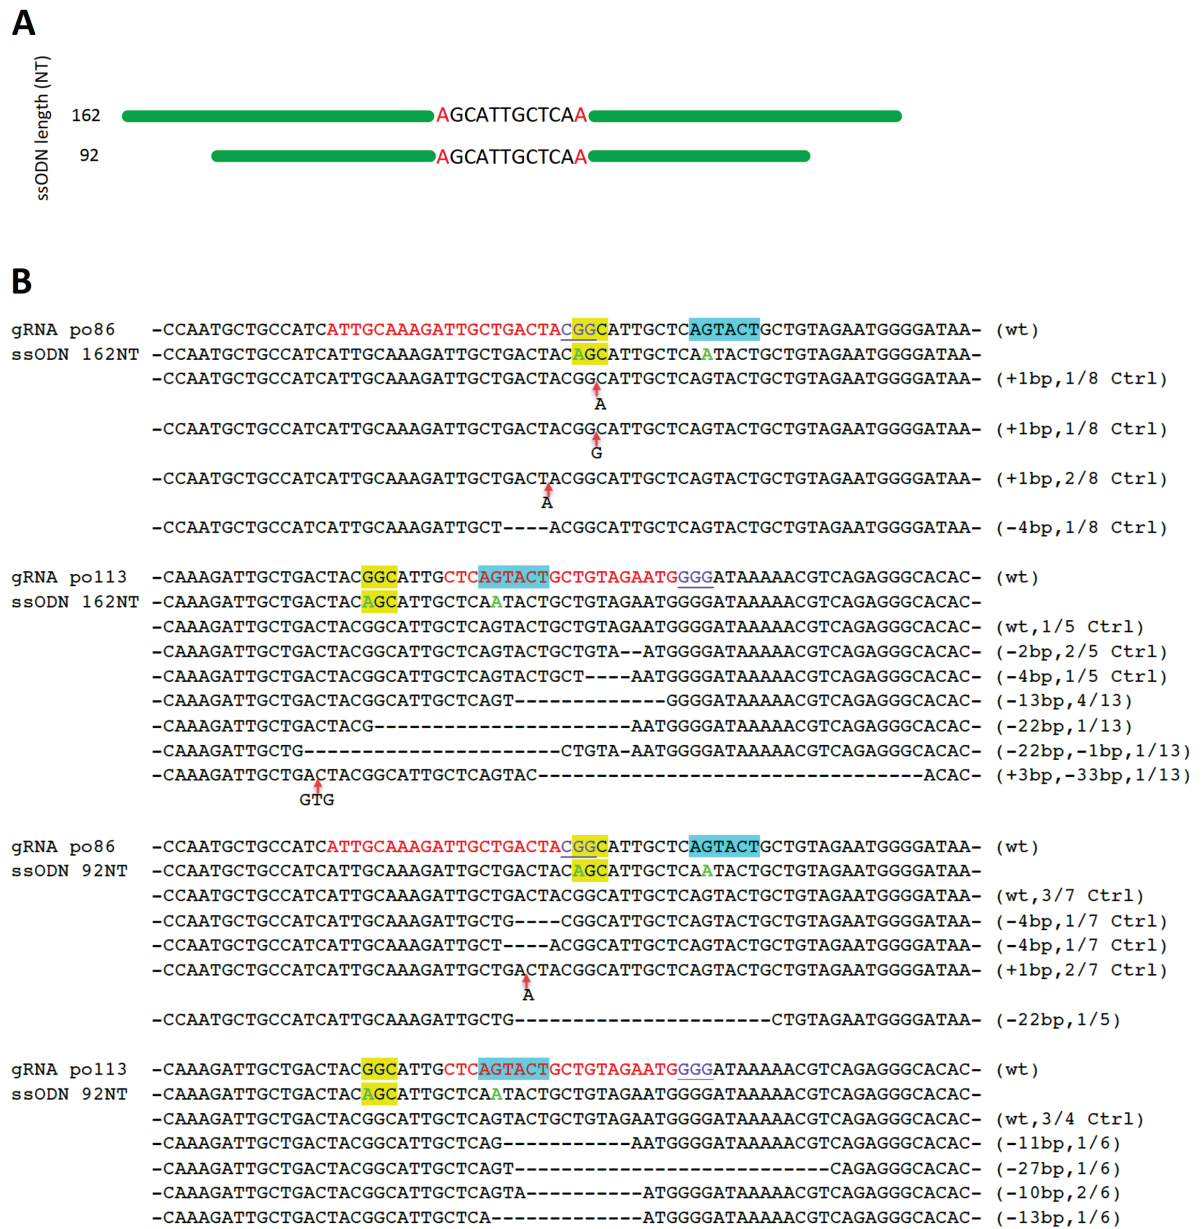 A
ssODN length (NT)
162 AGCATTGCTCAA
92 AGCATTGCTCAA
B
gRNA po86 -CCAATGCTGCCATCATTGCAAAGATTGCTGACTACGGCATTGCTCAGTACTGCTGTAGAATGGGGATAA- (wt)
ssODN 162NT -CCAATGCTGCCATCATTGCAAAGATTGCTGACTACAGCATTGCTCAATACTGCTGTAGAATGGGGATAA-
-CCAATGCTGCCATCATTGCAAAGATTGCTGACTACGGCATTGCTCAGTACTGCTGTAGAATGGGGATAA- (+1bp,1/8 Ctrl)
A
-CCAATGCTGCCATCATTGCAAAGATTGCTGACTACGGCATTGCTCAGTACTGCTGTAGAATGGGGATAA- (+1bp,1/8 Ctrl)
G
-CCAATGCTGCCATCATTGCAAAGATTGCTGACTACGGCATTGCTCAGTACTGCTGTAGAATGGGGATAA- (+1bp,2/8 Ctrl)
A
-CCAATGCTGCCATCATTGCAAAGATTGCT----ACGGCATTGCTCAGTACTGCTGTAGAATGGGGATAA- (-4bp,1/8 Ctrl)
gRNA po113 -CAAAGATTGCTGACTACGGCATTGCTCAGTACTGCTGTAGAATGGGGATAAAAACGTCAGAGGGCACAC- (wt)
ssODN 162NT -CAAAGATTGCTGACTACAGCATTGCTCAATACTGCTGTAGAATGGGGATAAAAACGTCAGAGGGCACAC-
-CAAAGATTGCTGACTACGGCATTGCTCAGTACTGCTGTAGAATGGGGATAAAAACGTCAGAGGGCACAC- (wt,1/5 Ctrl)
-CAAAGATTGCTGACTACGGCATTGCTCAGTACTGCTGTA--ATGGGGATAAAAACGTCAGAGGGCACAC- (-2bp,2/5 Ctrl)
-CAAAGATTGCTGACTACGGCATTGCTCAGTACTGCT----AATGGGGATAAAAACGTCAGAGGGCACAC- (-4bp,1/5 Ctrl)
-CAAAGATTGCTGACTACGGCATTGCTCAGT-------------GGGGATAAAAACGTCAGAGGGCACAC- (-13bp,4/13)
-CAAAGATTGCTGACTACG----------------------AATGGGGATAAAAACGTCAGAGGGCACAC- (-22bp,1/13)
-CAAAGATTGCTG----------------------CTGTA-AATGGGGATAAAAACGTCAGAGGGCACAC- (-22bp,-1bp,1/13)
-CAAAGATTGCTGACTACGGCATTGCTCAGTAC---------------------------------ACAC- (+3bp,-33bp,1/13)
GTG
gRNA po86 -CCAATGCTGCCATCATTGCAAAGATTGCTGACTACGGCATTGCTCAGTACTGCTGTAGAATGGGGATAA- (wt)
ssODN 92NT -CCAATGCTGCCATCATTGCAAAGATTGCTGACTACAGCATTGCTCAATACTGCTGTAGAATGGGGATAA-
-CCAATGCTGCCATCATTGCAAAGATTGCTGACTACGGCATTGCTCAGTACTGCTGTAGAATGGGGATAA- (wt,3/7 Ctrl)
-CCAATGCTGCCATCATTGCAAAGATTGCTG----CGGCATTGCTCAGTACTGCTGTAGAATGGGGATAA- (-4bp,1/7 Ctrl)
-CCAATGCTGCCATCATTGCAAAGATTGCT----ACGGCATTGCTCAGTACTGCTGTAGAATGGGGATAA- (-4bp,1/7 Ctrl)
-CCAATGCTGCCATCATTGCAAAGATTGCTGACTACGGCATTGCTCAGTACTGCTGTAGAATGGGGATAA- (+1bp,2/7 Ctrl)
A
-CCAATGCTGCCATCATTGCAAAGATTGCTG----------------------CTGTAGAATGGGGATAA- (-22bp,1/5)
gRNA po113 -CAAAGATTGCTGACTACGGCATTGCTCAGTACTGCTGTAGAATGGGGATAAAAACGTCAGAGGGCACAC- (wt)
ssODN 92NT -CAAAGATTGCTGACTACAGCATTGCTCAATACTGCTGTAGAATGGGGATAAAAACGTCAGAGGGCACAC-
-CAAAGATTGCTGACTACGGCATTGCTCAGTACTGCTGTAGAATGGGGATAAAAACGTCAGAGGGCACAC- (wt,3/4 Ctrl)
-CAAAGATTGCTGACTACGGCATTGCTCAG-----------AATGGGGATAAAAACGTCAGAGGGCACAC- (-11bp,1/6)
-CAAAGATTGCTGACTACGGCATTGCTCAGT---------------------------CAGAGGGCACAC- (-27bp,1/6)
-CAAAGATTGCTGACTACGGCATTGCTCAGTA----------ATGGGGATAAAAACGTCAGAGGGCACAC- (-10bp,2/6)
-CAAAGATTGCTGACTACGGCATTGCTCA-------------ATGGGGATAAAAACGTCAGAGGGCACAC- (-13bp,1/6)